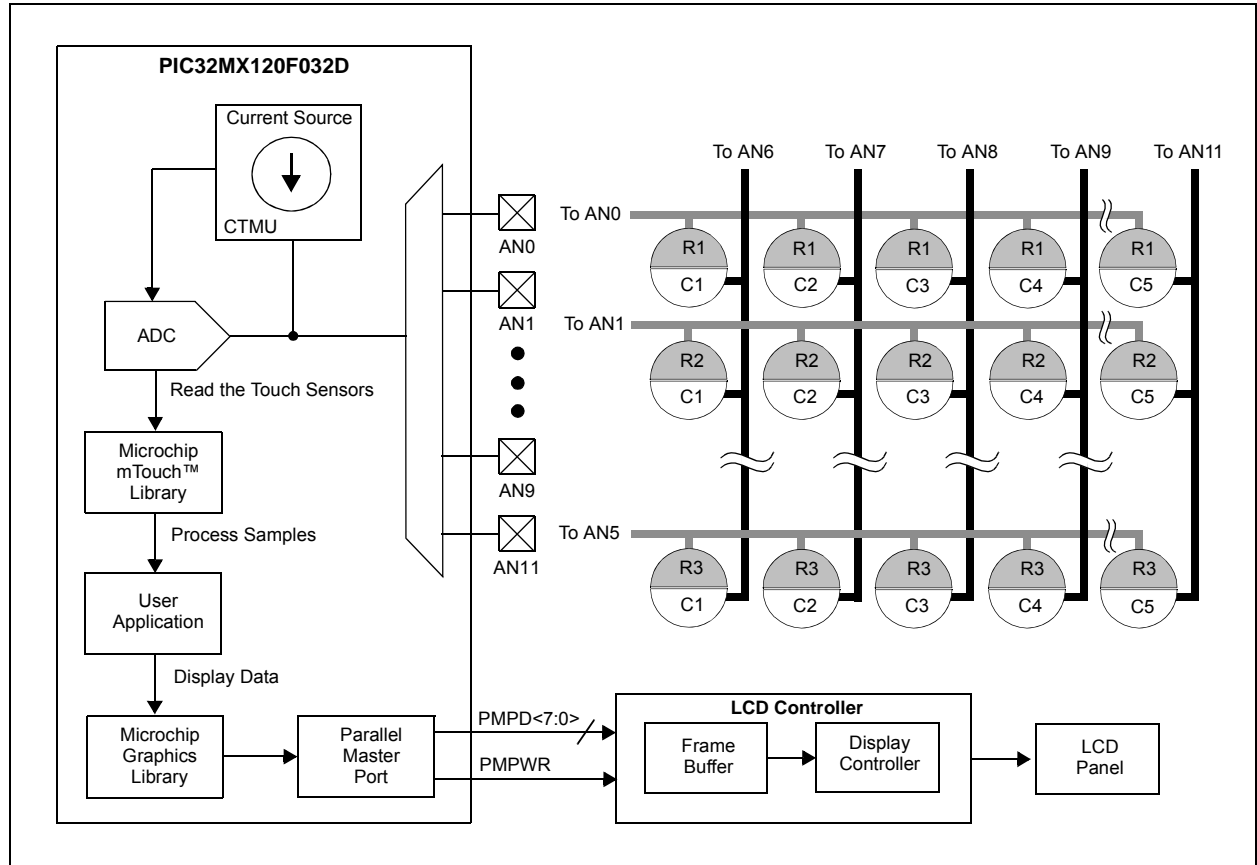 PIC32MX120F032D
Current Source
CTMU
ADC
Read the Touch Sensors
Microchip
mTouch™
Library
Process Samples
User
Application
Display Data
Microchip
Graphics
Library
Parallel
Master
Port
AN0
AN1
AN9
AN11
To AN6
To AN7
To AN8
To AN9
To AN11
To AN0
R1
R1
R1
R1
R1
C1
C2
C3
C4
C5
To AN1
R2
R2
R2
R2
R2
C1
C2
C3
C4
C5
To AN5
R3
R3
R3
R3
R3
C1
C2
C3
C4
C5
PMPD<7:0>
PMPWR
LCD Controller
Frame
Buffer
Display
Controller
LCD
Panel